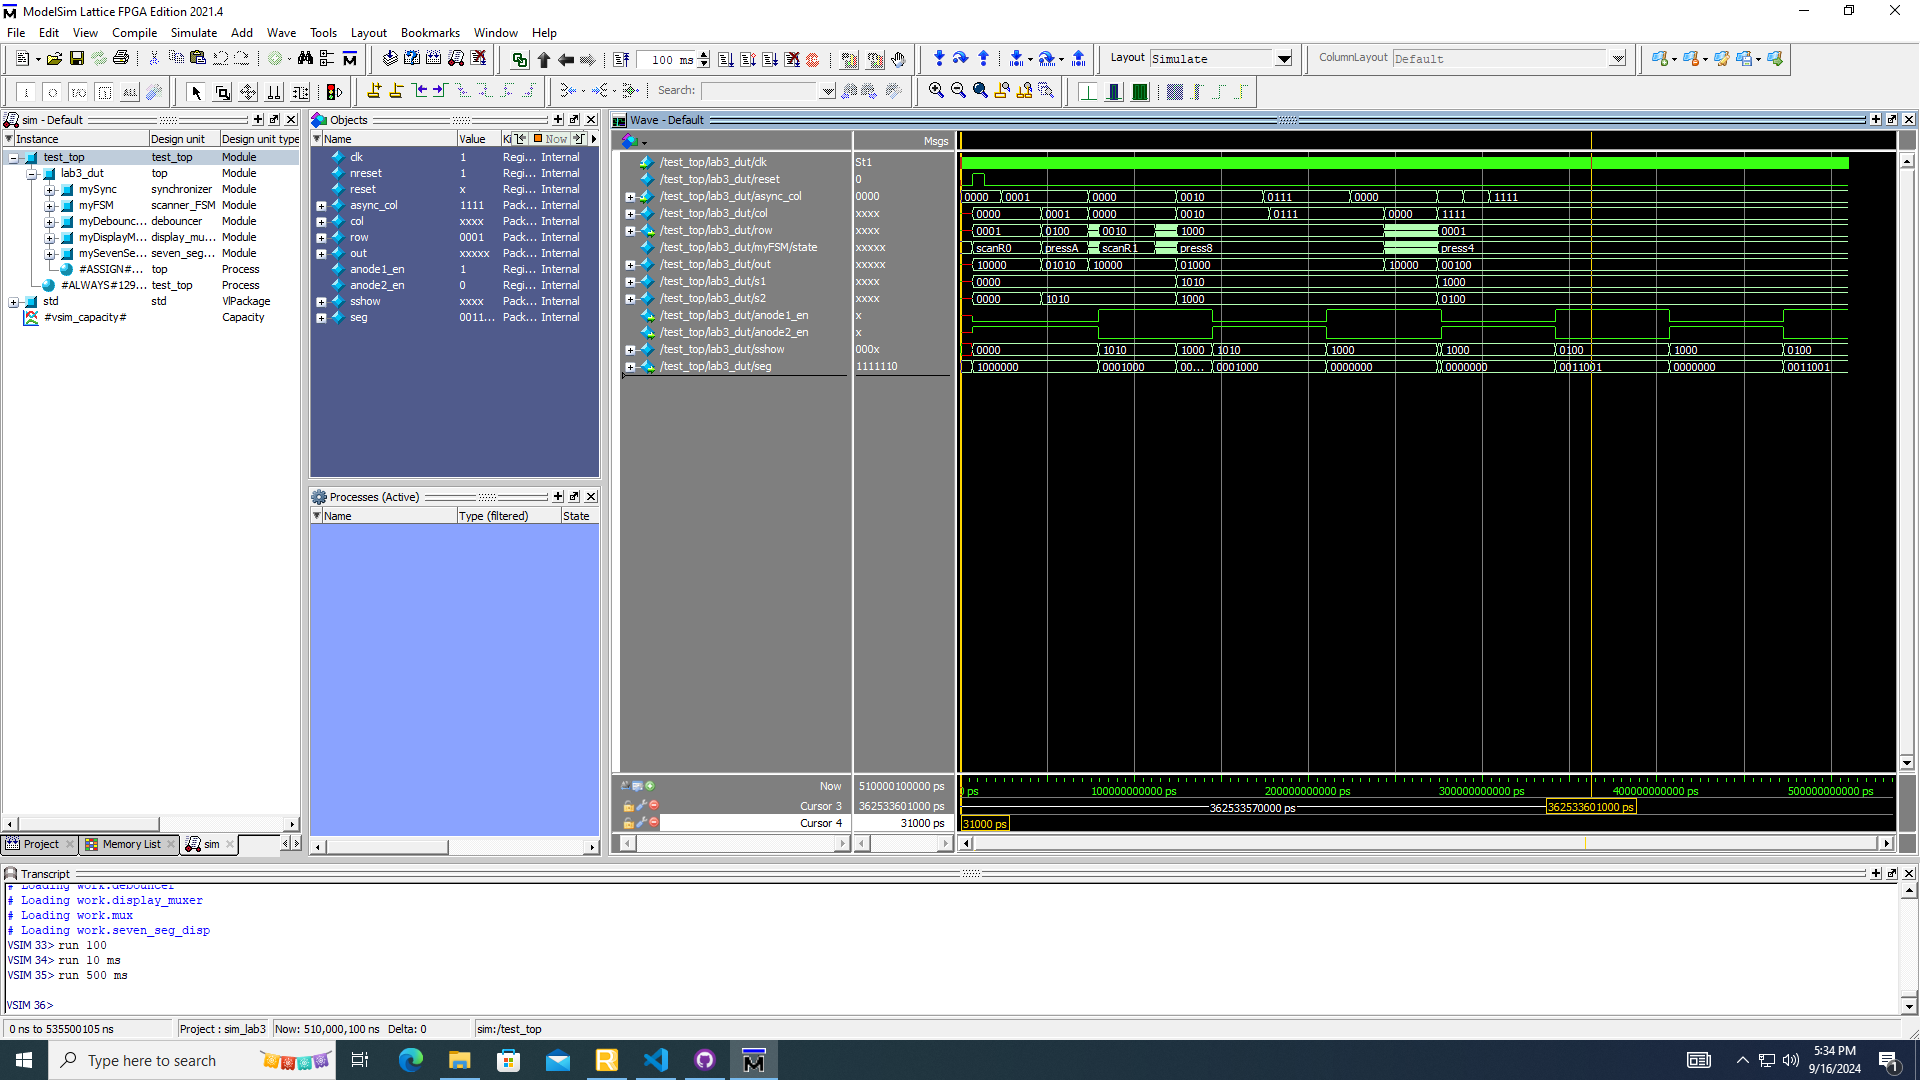 ModelSim Lattice FPGA Edition 2021.4
File Edit View Compile Simulate Add Wave Tools Layout Bookmarks Window Help
100 ms
Layout Simulate
ColumnLayout Default
Search:
sim - Default
Instance Design unit Design unit type
test_top test_top Module
lab3_dut top Module
mySync synchronizer Module
myFSM scanner_FSM Module
myDebounc... debouncer Module
myDisplayM... display_mu... Module
mySevenSe... seven_seg... Module
#ASSIGN#... top Process
#ALWAYS#129... test_top Process
std std VlPackage
#vsim_capacity# Capacity
Project Memory List sim
Objects
Name Value Ki Now
clk 1 Regi... Internal
nreset 1 Regi... Internal
reset x Regi... Internal
async_col 1111 Pack... Internal
col xxxx Pack... Internal
row 0001 Pack... Internal
out xxxxx Pack... Internal
anode1_en 1 Regi... Internal
anode2_en 0 Regi... Internal
sshow xxxx Pack... Internal
seg 0011... Pack... Internal
Processes (Active)
Name Type (filtered) State
Wave - Default
Msgs
/test_top/lab3_dut/clk St1
/test_top/lab3_dut/reset 0
/test_top/lab3_dut/async_col 0000 0000 0001 0000 0010 0111 0000 1111
/test_top/lab3_dut/col xxxx 0000 0001 0000 0010 0111 0000 1111
/test_top/lab3_dut/row xxxx 0001 0100 0010 1000 0001
/test_top/lab3_dut/myFSM/state xxxxx scanR0 pressA scanR1 press8 press4
/test_top/lab3_dut/out xxxxx 10000 01010 10000 01000 10000 00100
/test_top/lab3_dut/s1 xxxx 0000 1010 1000
/test_top/lab3_dut/s2 xxxx 0000 1010 1000 0100
/test_top/lab3_dut/anode1_en x
/test_top/lab3_dut/anode2_en x
/test_top/lab3_dut/sshow 000x 0000 1010 1000 1010 1000 1000 0100 1000 0100
/test_top/lab3_dut/seg 1111110 1000000 0001000 00... 0001000 0000000 0000000 0011001 0000000 0011001
Now 510000100000 ps 0 ps 100000000000 ps 200000000000 ps 300000000000 ps 400000000000 ps 500000000000 ps
Cursor 3 362533601000 ps 362533570000 ps 362533601000 ps
Cursor 4 31000 ps 31000 ps
Transcript
# Loading work.debouncer
# Loading work.display_muxer
# Loading work.mux
# Loading work.seven_seg_disp
VSIM 33> run 100
VSIM 34> run 10 ms
VSIM 35> run 500 ms
VSIM 36>
0 ns to 535500105 ns Project : sim_lab3 Now: 510,000,100 ns Delta: 0 sim:/test_top
Type here to search
5:34 PM
9/16/2024
1